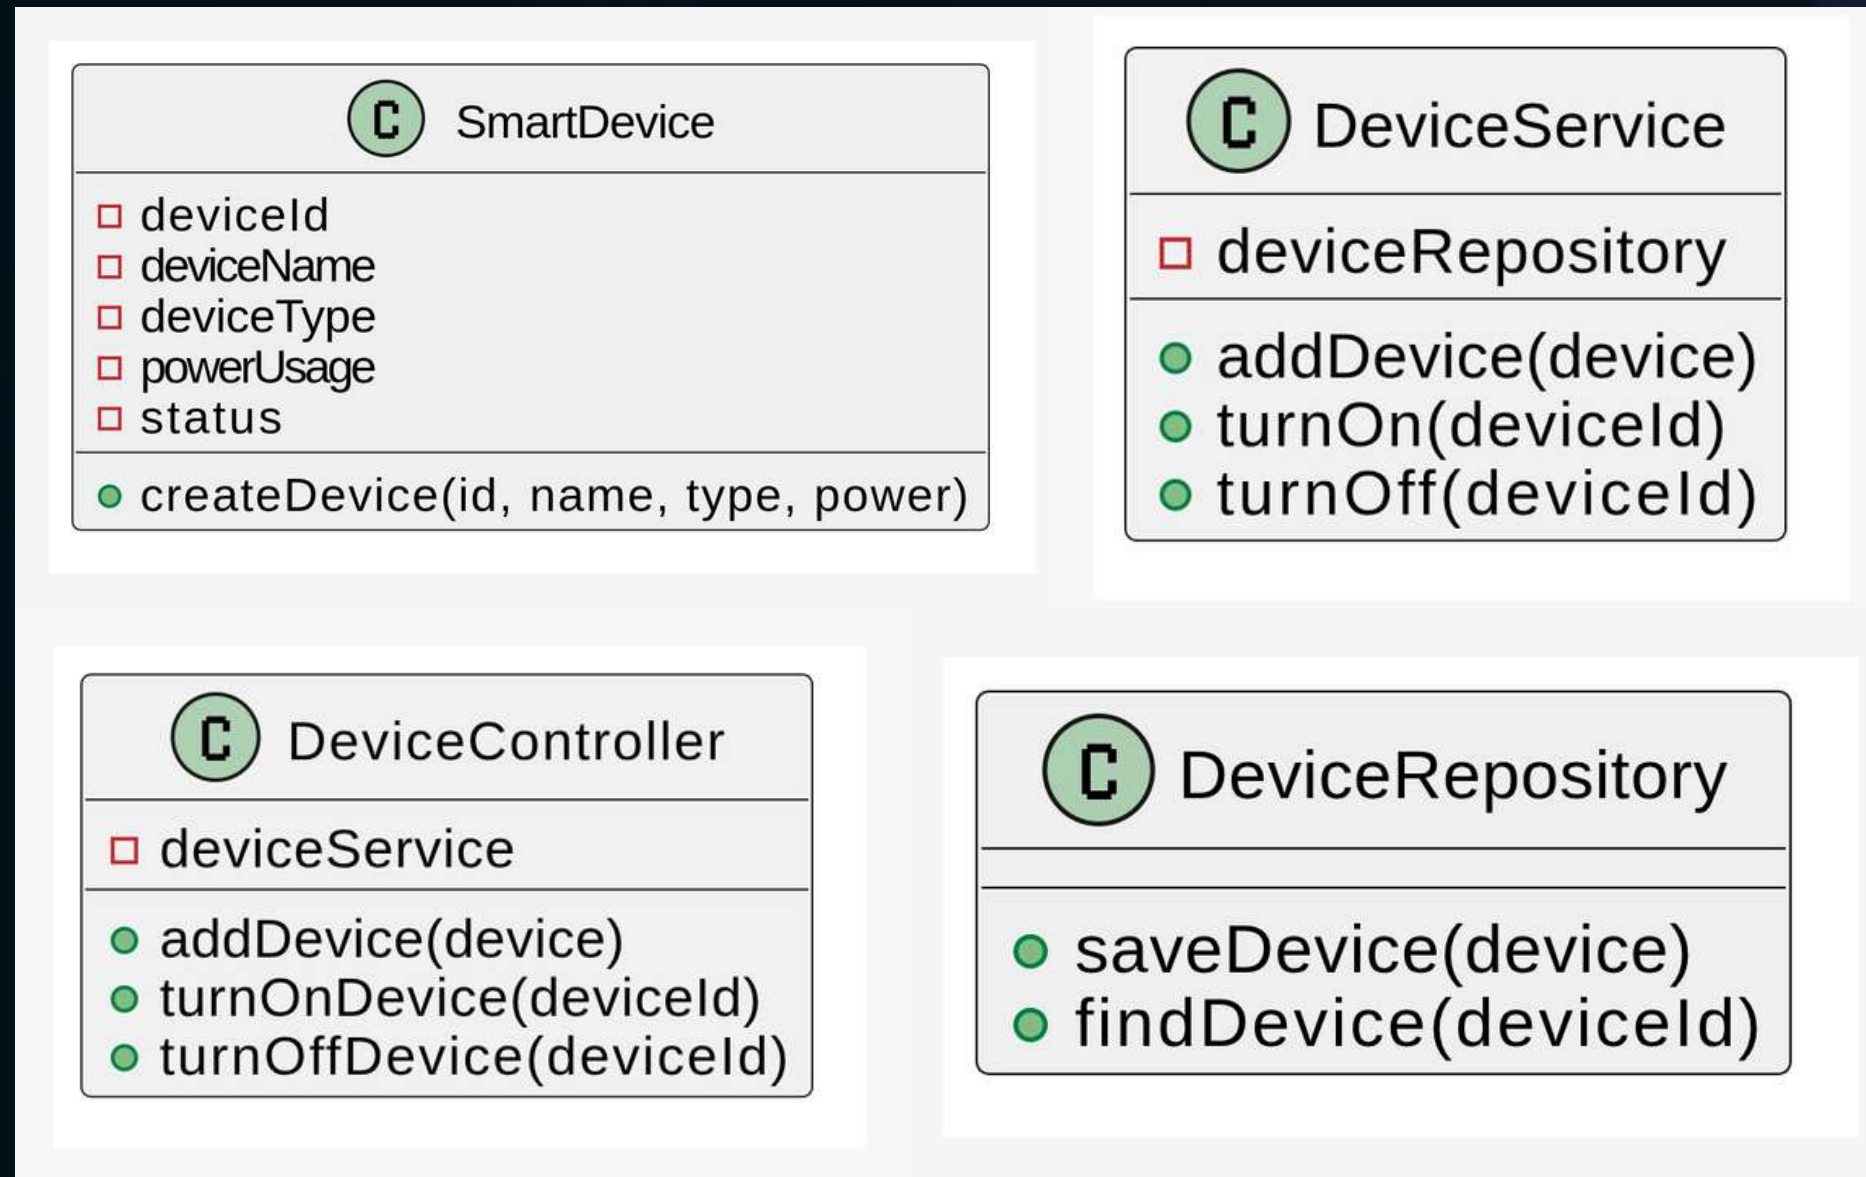 C SmartDevice
deviceId
deviceName
deviceType
powerUsage
status
createDevice(id, name, type, power)
C DeviceService
deviceRepository
addDevice(device)
turnOn(deviceId)
turnOff(deviceId)
C DeviceController
deviceService
addDevice(device)
turnOnDevice(deviceId)
turnOffDevice(deviceId)
C DeviceRepository
saveDevice(device)
findDevice(deviceId)